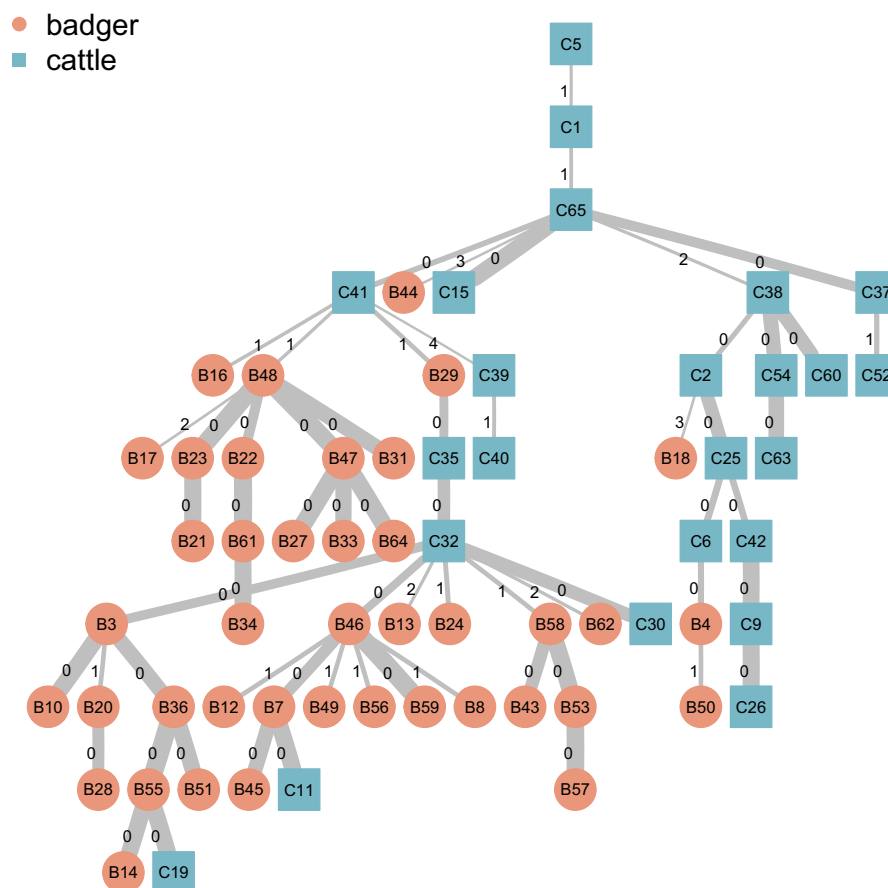 badger
cattle
C5
1
C1
1
C65
0 3 0 2 0
C41 B44 C15 C38 C37
1 1 1 4 0 0 0 1
B16 B48 B29 C39 C2 C54 C60 C52
2 0 0 0 0 0 1 3 0 0
B17 B23 B22 B47 B31 C35 C40 B18 C25 C63
0 0 0 0 0 0 0 0
B21 B61 B27 B33 B64 C32 C6 C42
0 0 0 2 1 1 2 0 0 0
B3 B34 B46 B13 B24 B58 B62 C30 B4 C9
0 1 0 1 0 1 1 0 1 0 0 1 0
B10 B20 B36 B12 B7 B49 B56 B59 B8 B43 B53 B50 C26
0 0 0 0 0 0
B28 B55 B51 B45 C11 B57
0 0
B14 C19